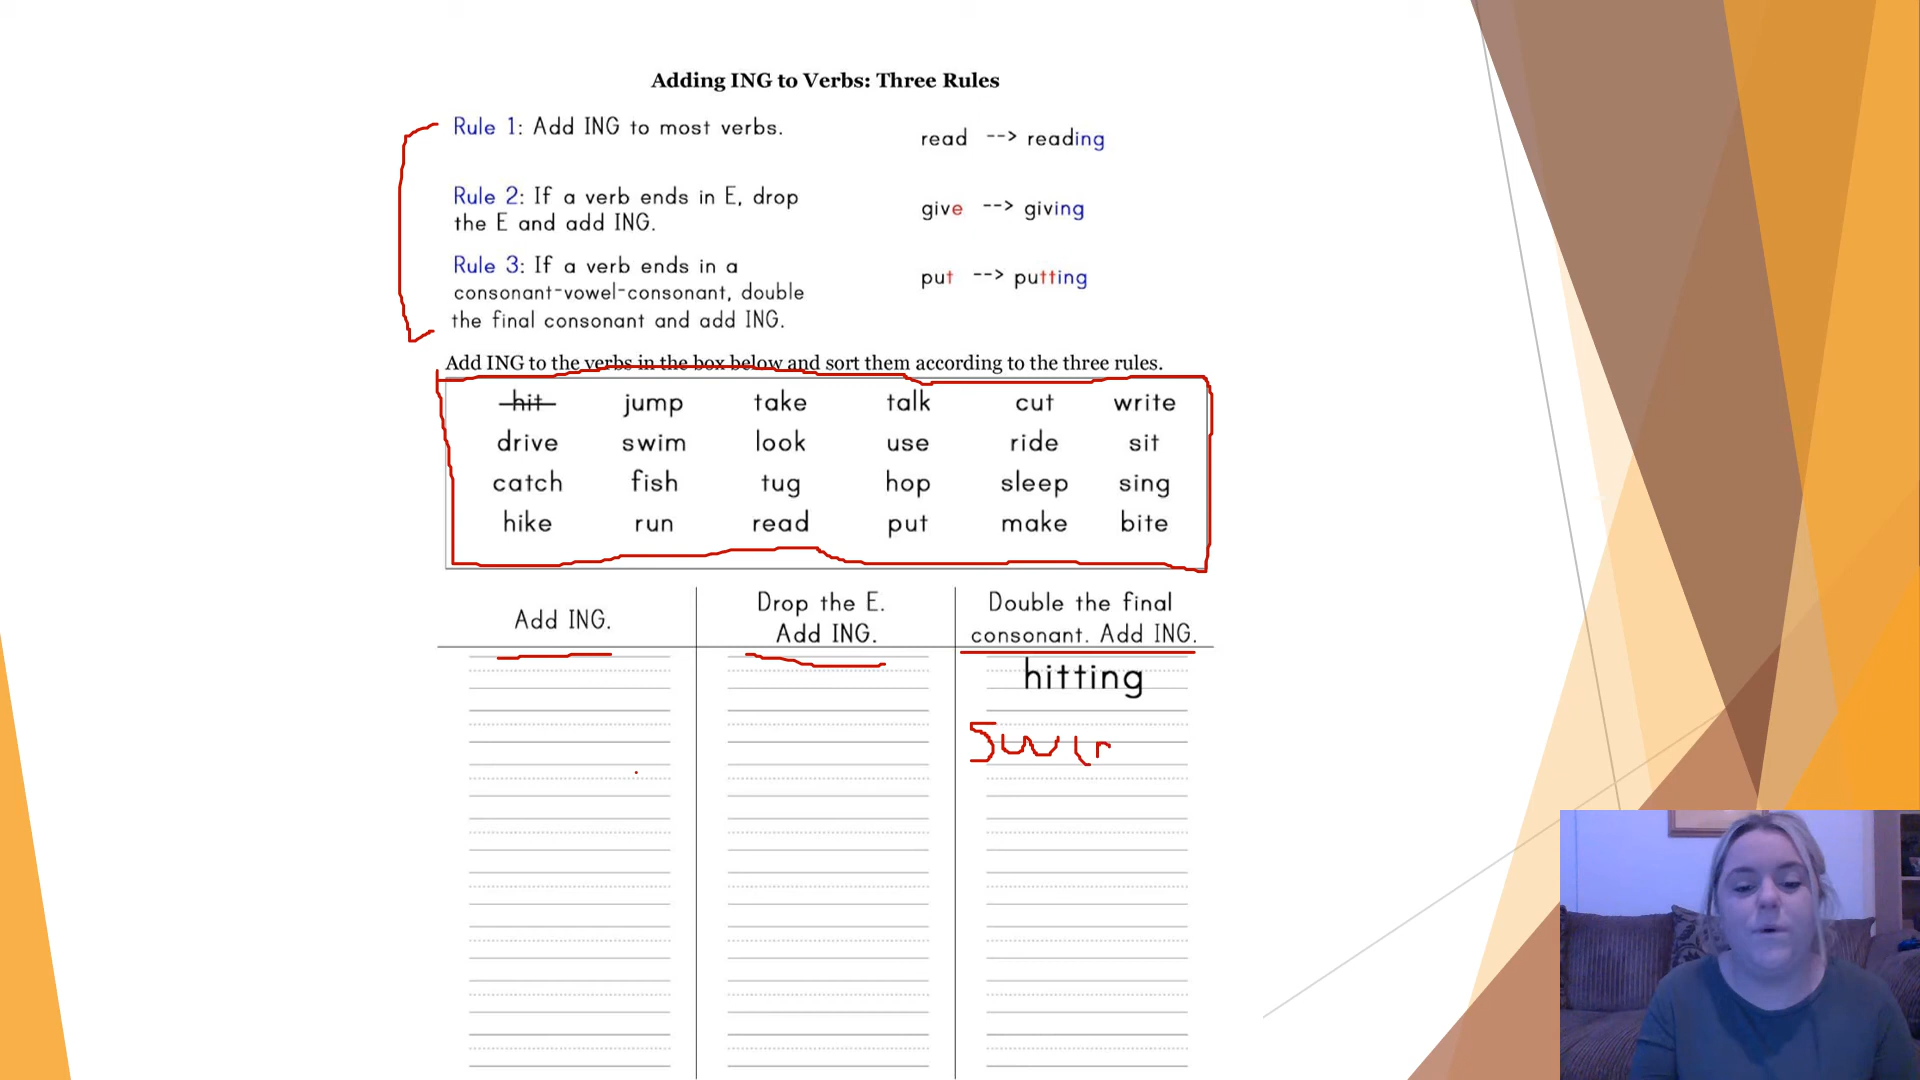 Adding ING to Verbs: Three Rules
Rule 1: Add ING to most verbs.
read --> reading
Rule 2: If a verb ends in E, drop
the E and add ING.
give --> giving
Rule 3: If a verb ends in a
consonant-vowel-consonant, double
the final consonant and add ING.
put --> putting
Add ING to the verbs in the box below and sort them according to the three rules.
hit jump take talk cut write
drive swim look use ride sit
catch fish tug hop sleep sing
hike run read put make bite
Add ING.
Drop the E.
Add ING.
Double the final
consonant. Add ING.
hitting